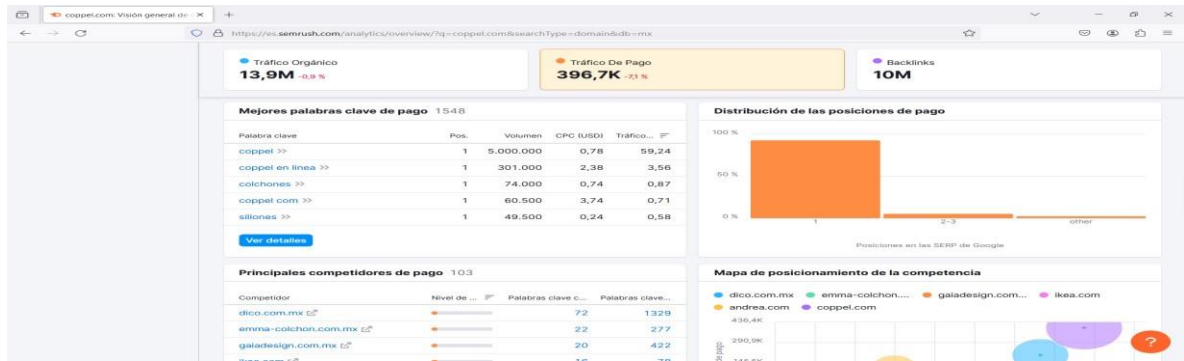 coppel.com: Visión general de
https://es.semrush.com/analytics/overview/?q=coppel.com&searchType=domain&db=mx
Tráfico Orgánico
13,9M -0,9 %
Tráfico De Pago
396,7K -7,1 %
Backlinks
10M
Mejores palabras clave de pago 1548
Palabra clave Pos. Volumen CPC (USD) Tráfico...
coppel 1 5.000.000 0,78 59,24
coppel en linea 1 301.000 2,38 3,56
colchones 1 74.000 0,74 0,87
coppel com 1 60.500 3,74 0,71
sillones 1 49.500 0,24 0,58
Ver detalles
Distribución de las posiciones de pago
100 %
50 %
0 %
1 2-3 other
Posiciones en las SERP de Google
Principales competidores de pago 103
Competidor Nivel de ... Palabras clave c... Palabras clave...
dico.com.mx 72 1329
emma-colchon.com.mx 22 277
gaiadesign.com.mx 20 422
Mapa de posicionamiento de la competencia
dico.com.mx emma-colchon.... gaiadesign.com... ikea.com
andrea.com coppel.com
436,4K
290,9K
?